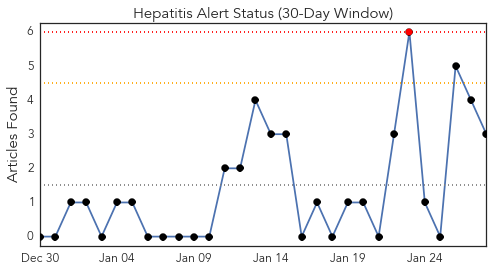 Hepatitis Alert Status (30-Day Window)
Articles Found
6
5
4
3
2
1
0
Dec 30 Jan 04 Jan 09 Jan 14 Jan 19 Jan 24